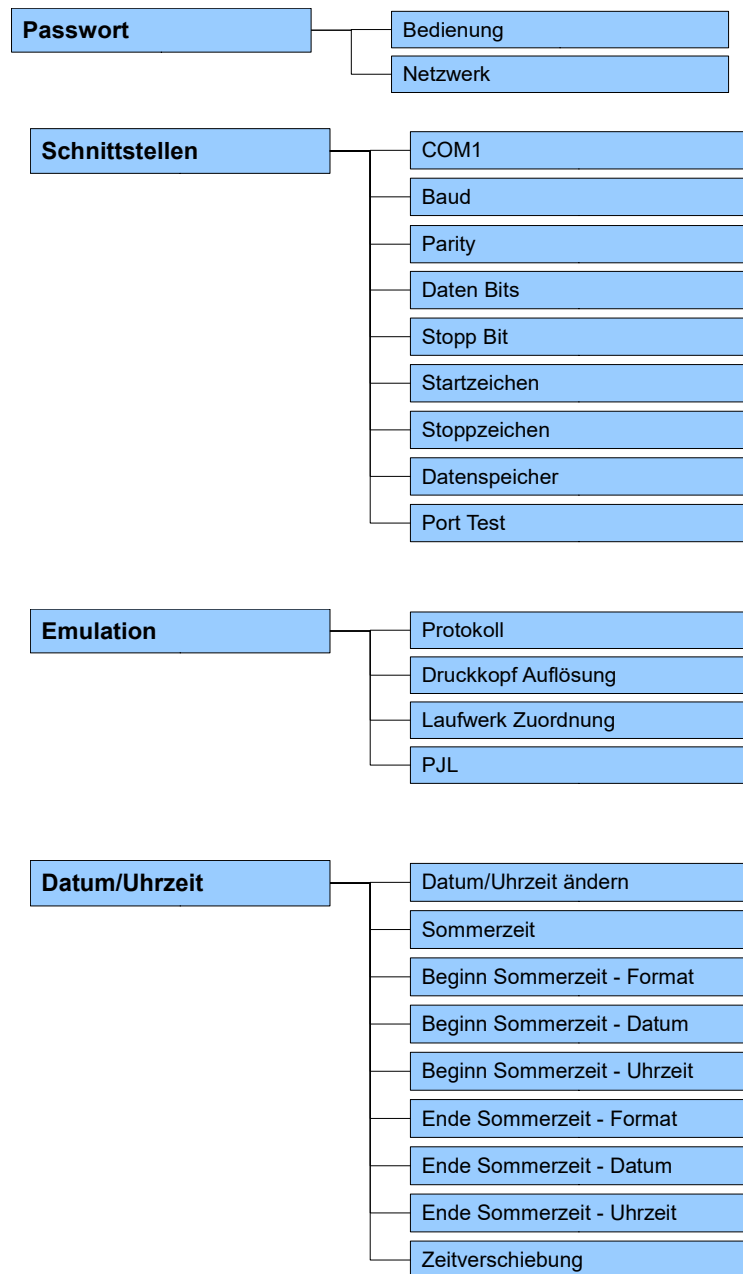 Passwort
Bedienung
Netzwerk
Schnittstellen
COM1
Baud
Parity
Daten Bits
Stopp Bit
Startzeichen
Stoppzeichen
Datenspeicher
Port Test
Emulation
Protokoll
Druckkopf Auflösung
Laufwerk Zuordnung
PJL
Datum/Uhrzeit
Datum/Uhrzeit ändern
Sommerzeit
Beginn Sommerzeit - Format
Beginn Sommerzeit - Datum
Beginn Sommerzeit - Uhrzeit
Ende Sommerzeit - Format
Ende Sommerzeit - Datum
Ende Sommerzeit - Uhrzeit
Zeitverschiebung